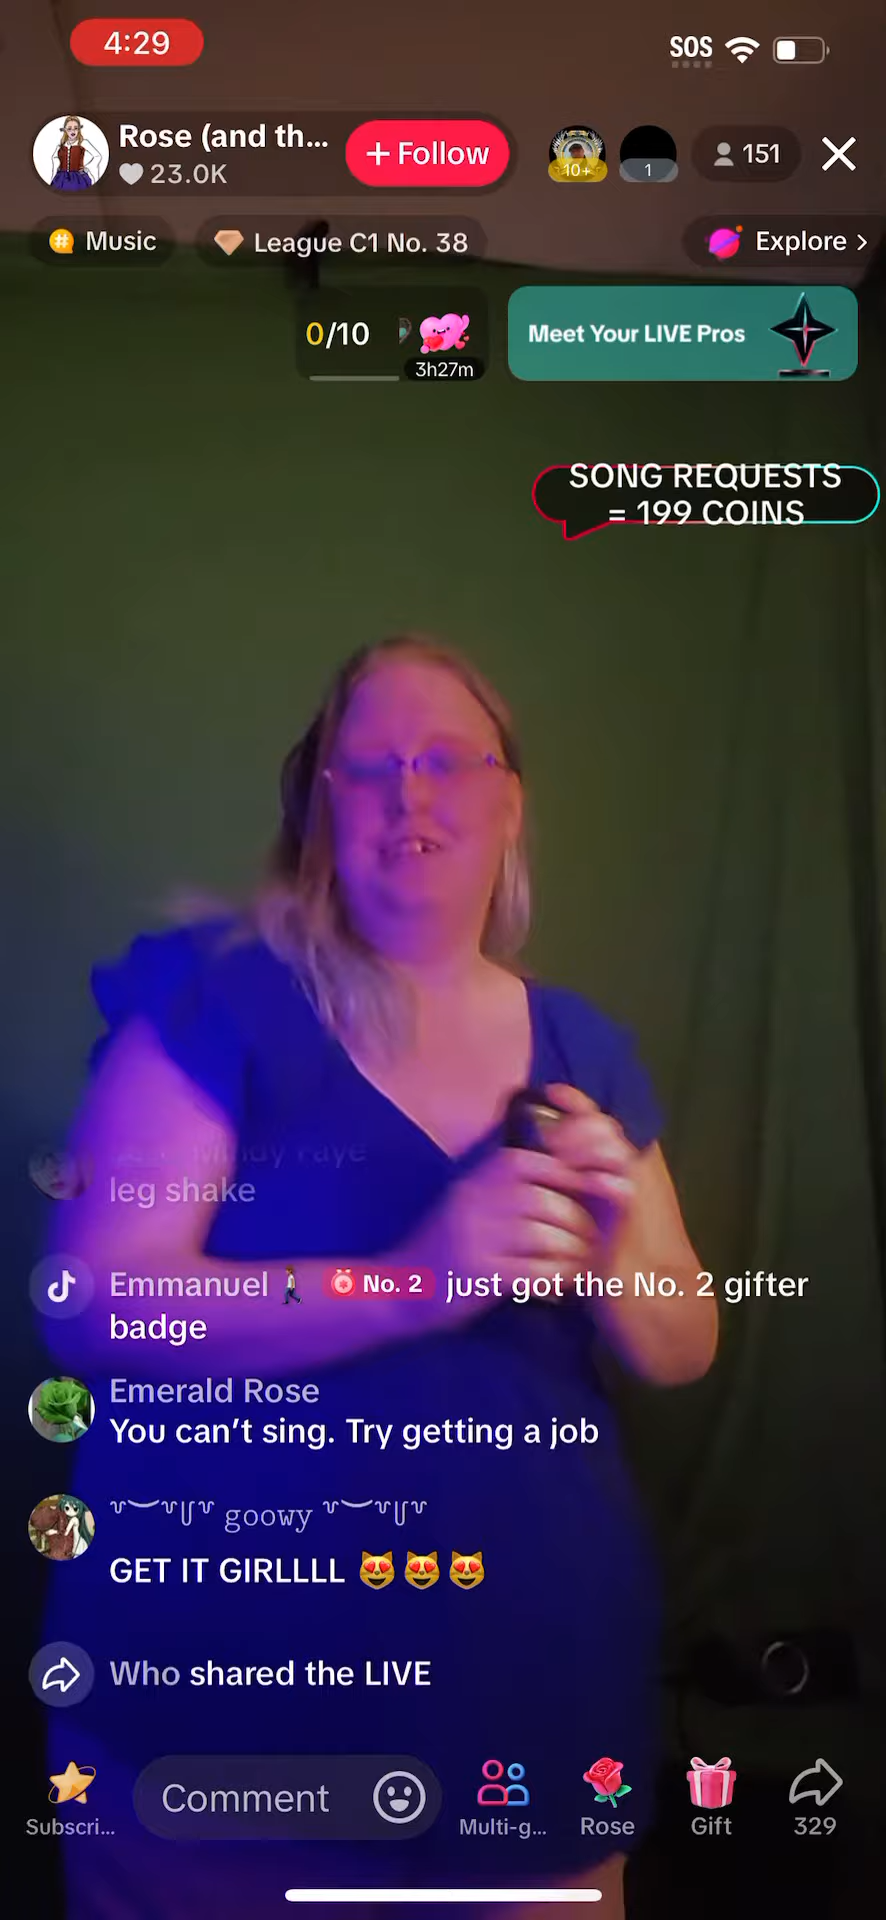 4:29
SOS
Rose (and th...
23.0K
+ Follow
10+
1
151
Music
League C1 No. 38
Explore >
0/10
3h27m
Meet Your LIVE Pros
SONG REQUESTS
= 199 COINS
Mindy Faye
leg shake
Emmanuel🚶🏽‍♂️ No. 2 just got the No. 2 gifter
badge
Emerald Rose
You can't sing. Try getting a job
goowy
GET IT GIRLLLL 😻😻😻
Who shared the LIVE
Comment
Subscri...
Multi-g...
Rose
Gift
329